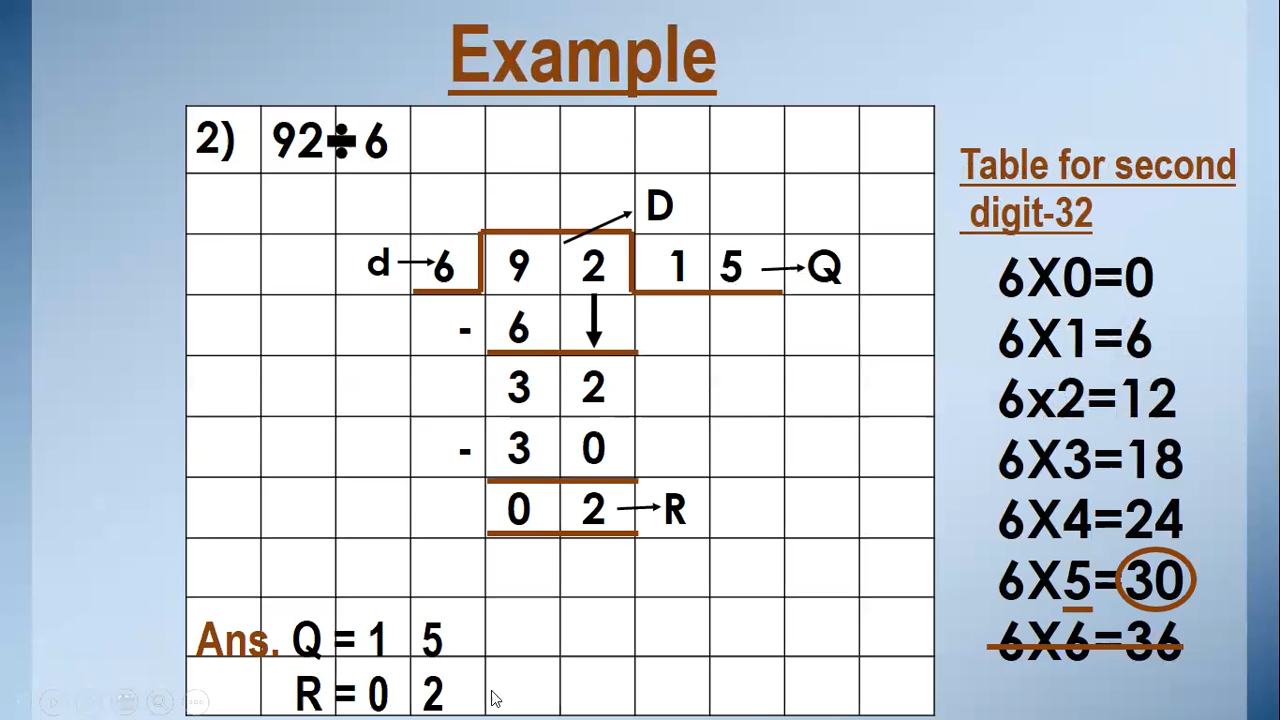 Example
2) 92÷6
D
d 6 9 2 1 5 Q
- 6
3 2
- 3 0
0 2 R
Ans. Q = 1 5
R = 0 2
Table for second
digit-32
6X0=0
6X1=6
6x2=12
6X3=18
6X4=24
6X5=30
6X6=36